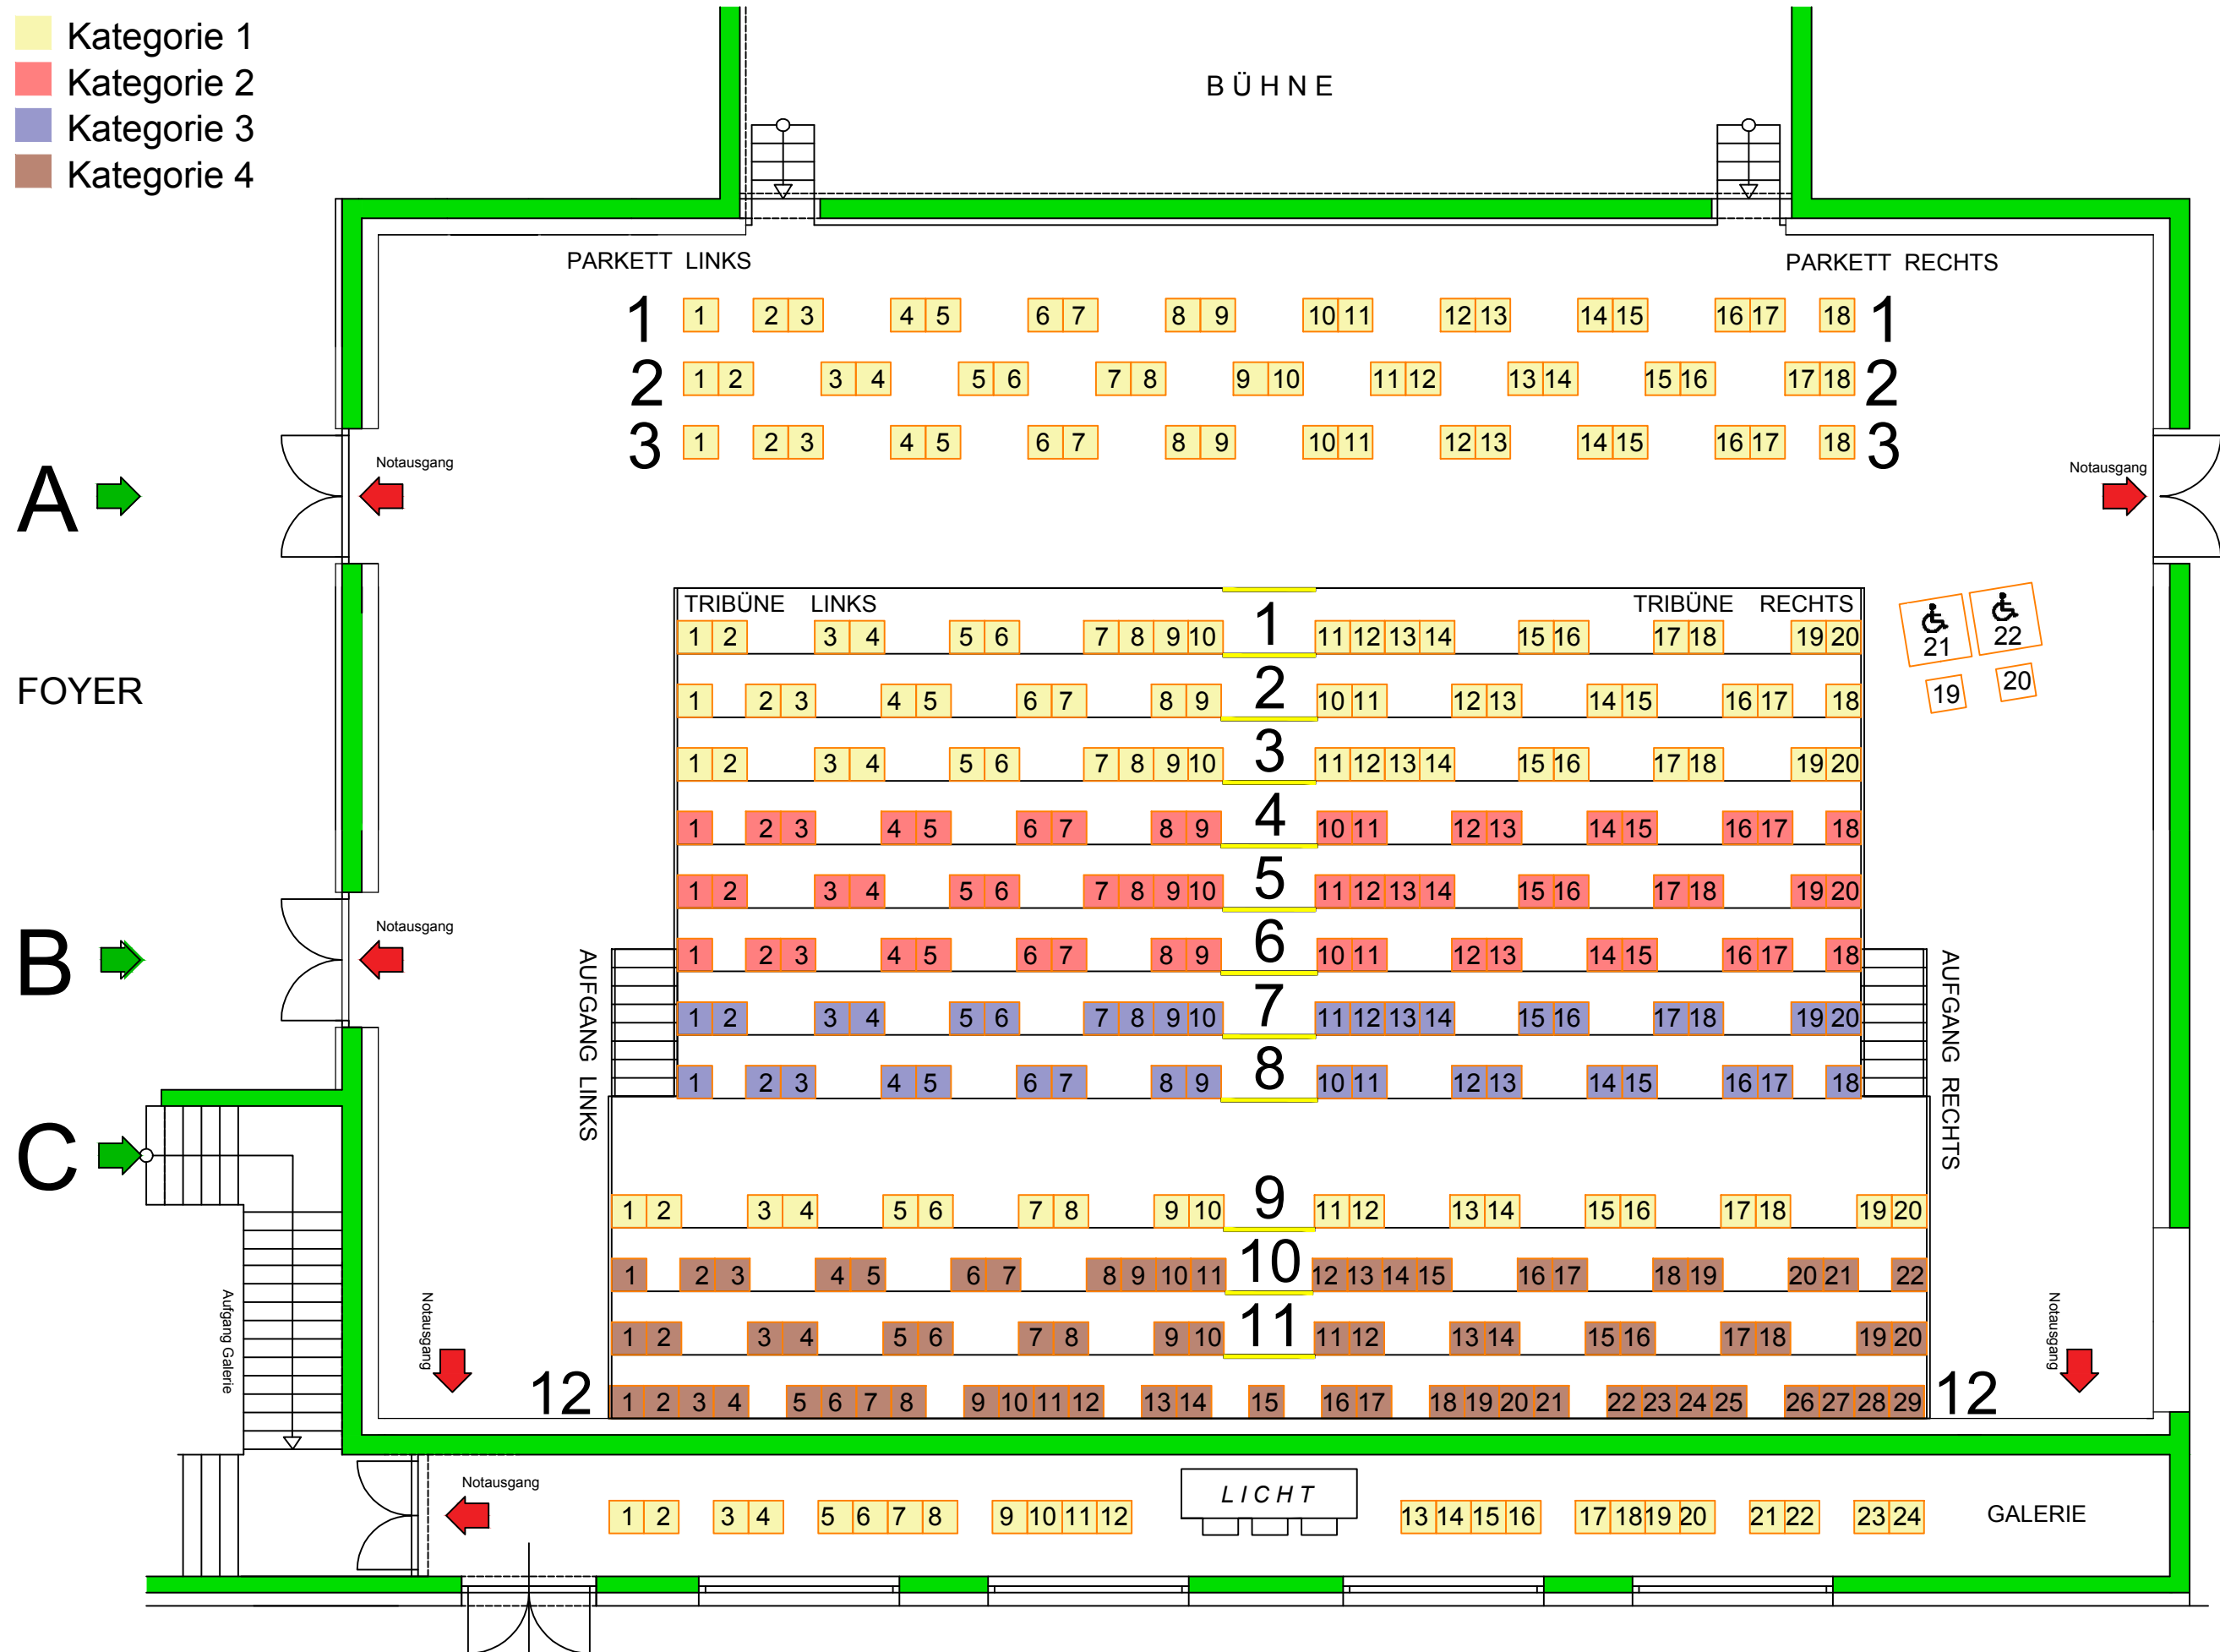 Kategorie 1
Kategorie 2
Kategorie 3
Kategorie 4
BÜHNE
PARKETT LINKS
PARKETT RECHTS
1 1 2 3 4 5 6 7 8 9 10 11 12 13 14 15 16 17 18 1
2 1 2 3 4 5 6 7 8 9 10 11 12 13 14 15 16 17 18 2
3 1 2 3 4 5 6 7 8 9 10 11 12 13 14 15 16 17 18 3
A
Notausgang
Notausgang
TRIBÜNE LINKS
TRIBÜNE RECHTS
1 2 3 4 5 6 7 8 9 10 1 11 12 13 14 15 16 17 18 19 20
21 22
19 20
FOYER
1 2 3 4 5 6 7 8 9 2 10 11 12 13 14 15 16 17 18
1 2 3 4 5 6 7 8 9 10 3 11 12 13 14 15 16 17 18 19 20
1 2 3 4 5 6 7 8 9 4 10 11 12 13 14 15 16 17 18
1 2 3 4 5 6 7 8 9 10 5 11 12 13 14 15 16 17 18 19 20
B
Notausgang
1 2 3 4 5 6 7 8 9 6 10 11 12 13 14 15 16 17 18
1 2 3 4 5 6 7 8 9 10 7 11 12 13 14 15 16 17 18 19 20
1 2 3 4 5 6 7 8 9 8 10 11 12 13 14 15 16 17 18
AUFGANG LINKS
AUFGANG RECHTS
C
1 2 3 4 5 6 7 8 9 10 9 11 12 13 14 15 16 17 18 19 20
1 2 3 4 5 6 7 8 9 10 11 10 12 13 14 15 16 17 18 19 20 21 22
1 2 3 4 5 6 7 8 9 10 11 11 12 13 14 15 16 17 18 19 20
12 1 2 3 4 5 6 7 8 9 10 11 12 13 14 15 16 17 18 19 20 21 22 23 24 25 26 27 28 29 12
Aufgang Galerie
Notausgang
Notausgang
Notausgang
LICHT
1 2 3 4 5 6 7 8 9 10 11 12 13 14 15 16 17 18 19 20 21 22 23 24
GALERIE